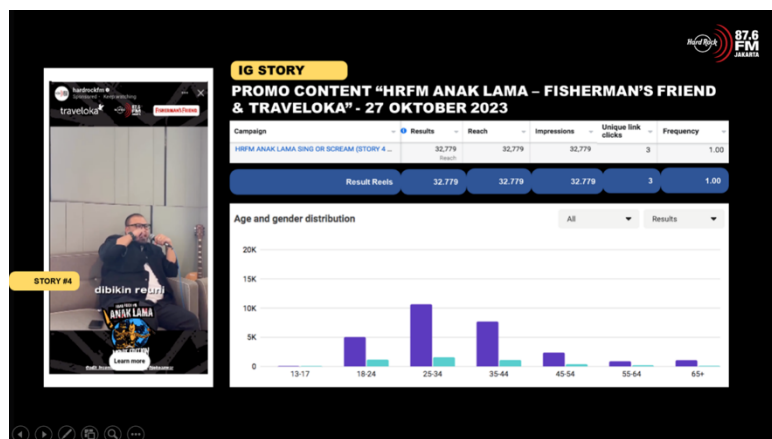 Hard Rock
87.6
FM
JAKARTA
IG STORY
PROMO CONTENT “HRFM ANAK LAMA – FISHERMAN’S FRIEND
& TRAVELOKA” - 27 OKTOBER 2023
hardrockfm
Sponsored · Keep watching
traveloka
FISHERMAN'S FRIEND
dibikin reuni
ANAK LAMA
Learn more
STORY #4
Campaign Results Reach Impressions Unique link clicks Frequency
HRFM ANAK LAMA SING OR SCREAM (STORY 4 ... 32,779 32,779 32,779 3 1.00
Reach
Result Reels 32.779 32.779 32.779 3 1.00
Age and gender distribution
All
Results
20K
15K
10K
5K
0
13-17 18-24 25-34 35-44 45-54 55-64 65+